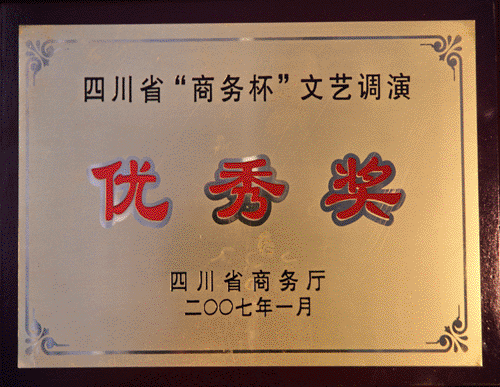 四川省“商务杯”文艺调演
优秀奖
四川省商务厅
二〇〇七年一月